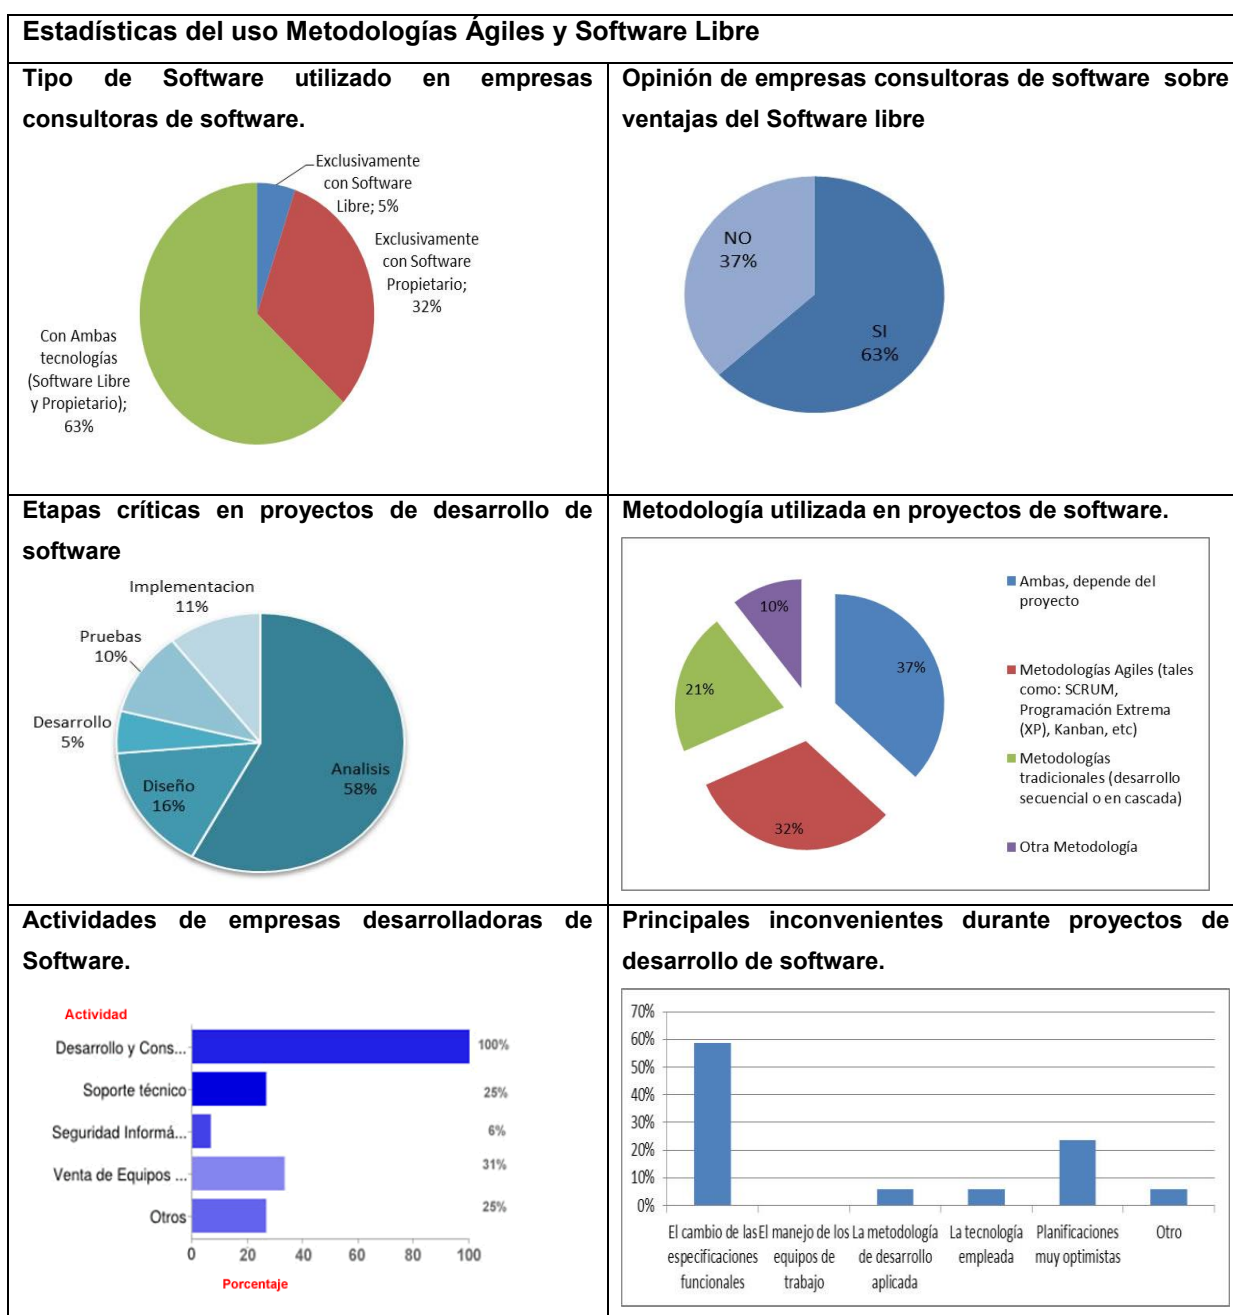 Estadísticas del uso Metodologías Ágiles y Software Libre
Tipo de Software utilizado en empresas
consultoras de software.
Exclusivamente
con Software
Libre; 5%
Exclusivamente
con Software
Propietario;
32%
Con Ambas
tecnologías
(Software Libre
y Propietario);
63%
Opinión de empresas consultoras de software sobre
ventajas del Software libre
NO
37%
SI
63%
Etapas críticas en proyectos de desarrollo de
software
Implementacion
11%
Pruebas
10%
Desarrollo
5%
Diseño
16%
Analisis
58%
Metodología utilizada en proyectos de software.
10%
37%
21%
32%
Ambas, depende del
proyecto
Metodologías Agiles (tales
como: SCRUM,
Programación Extrema
(XP), Kanban, etc)
Metodologías
tradicionales (desarrollo
secuencial o en cascada)
Otra Metodología
Actividades de empresas desarrolladoras de
Software.
Actividad
Desarrollo y Cons...
100%
Soporte técnico
25%
Seguridad Informá...
6%
Venta de Equipos ...
31%
Otros
25%
0 20 40 60 80 100
Porcentaje
Principales inconvenientes durante proyectos de
desarrollo de software.
70%
60%
50%
40%
30%
20%
10%
0%
El cambio de las
especificaciones
funcionales
El manejo de los
equipos de
trabajo
La metodología
de desarrollo
aplicada
La tecnología
empleada
Planificaciones
muy optimistas
Otro